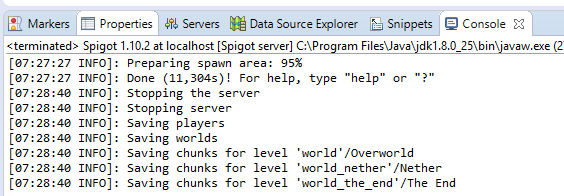 Markers Properties Servers Data Source Explorer Snippets Console
<terminated> Spigot 1.10.2 at localhost [Spigot server] C:\Program Files\Java\jdk1.8.0_25\bin\javaw.exe (2
[07:27:27 INFO]: Preparing spawn area: 95%
[07:27:27 INFO]: Done (11,304s)! For help, type "help" or "?"
[07:28:40 INFO]: Stopping the server
[07:28:40 INFO]: Stopping server
[07:28:40 INFO]: Saving players
[07:28:40 INFO]: Saving worlds
[07:28:40 INFO]: Saving chunks for level 'world'/Overworld
[07:28:40 INFO]: Saving chunks for level 'world_nether'/Nether
[07:28:40 INFO]: Saving chunks for level 'world_the_end'/The End